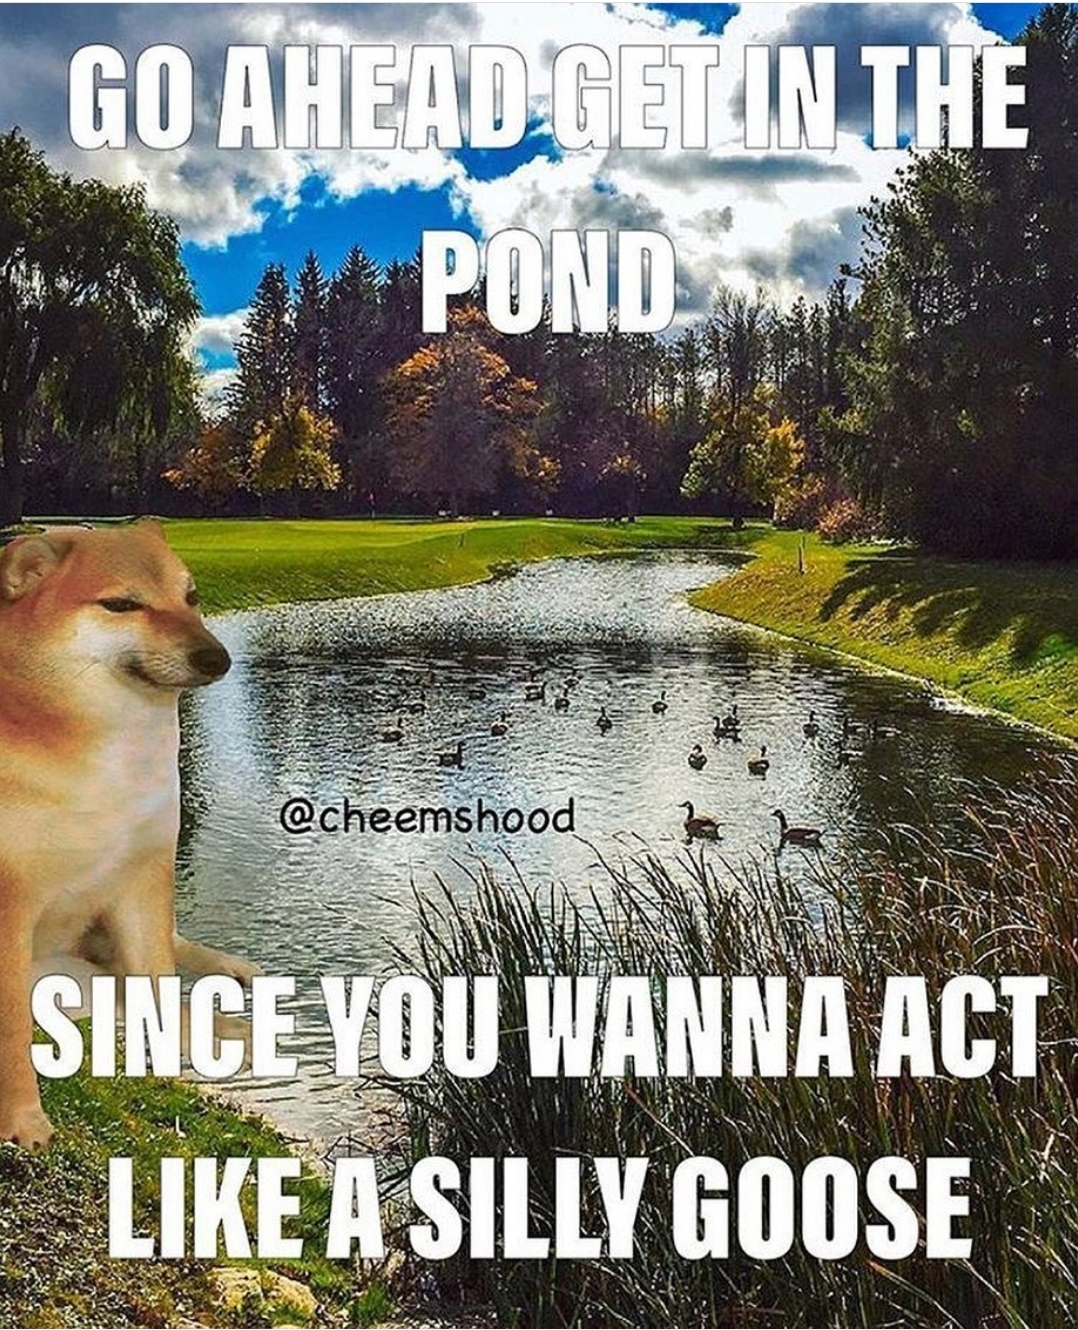 GO AHEAD GET IN THE
POND
@cheemshood
SINCE YOU WANNA ACT
LIKE A SILLY GOOSE